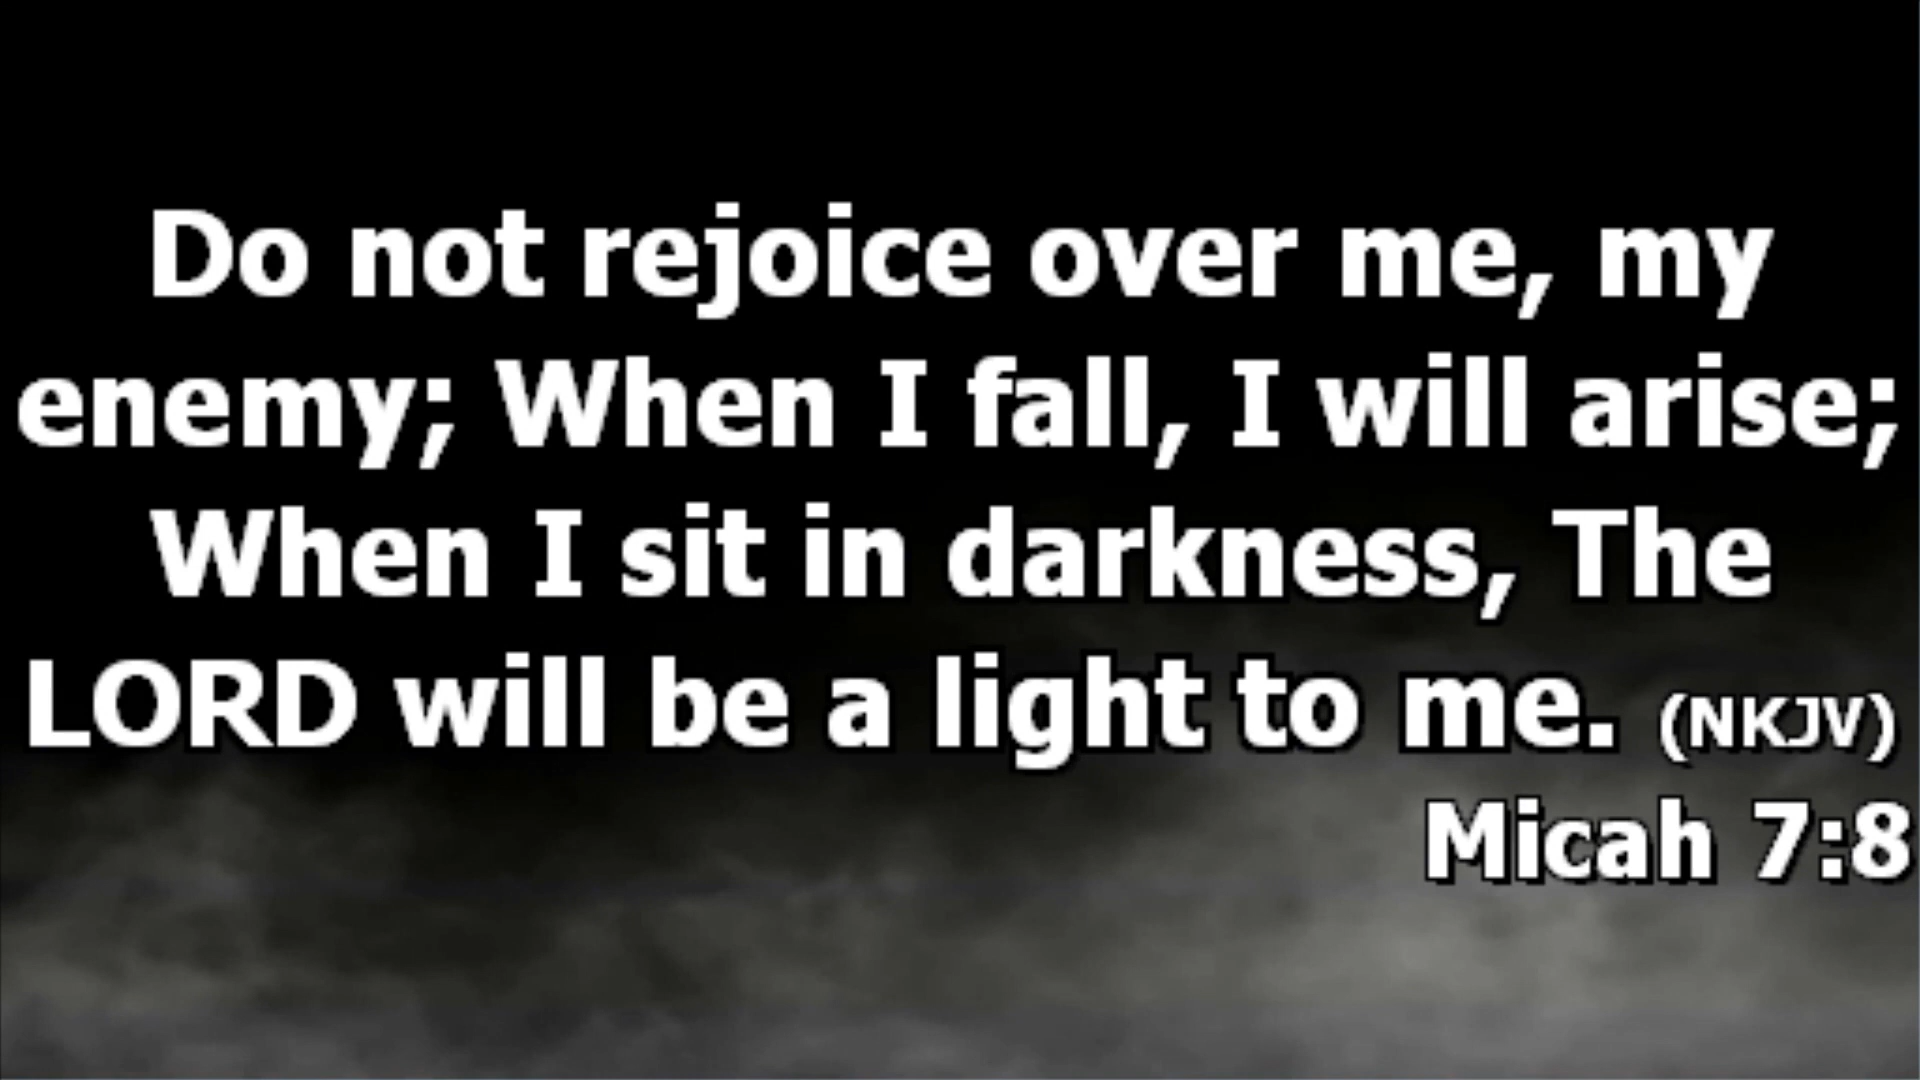 Do not rejoice over me, my
enemy; When I fall, I will arise;
When I sit in darkness, The
LORD will be a light to me. (NKJV)
Micah 7:8